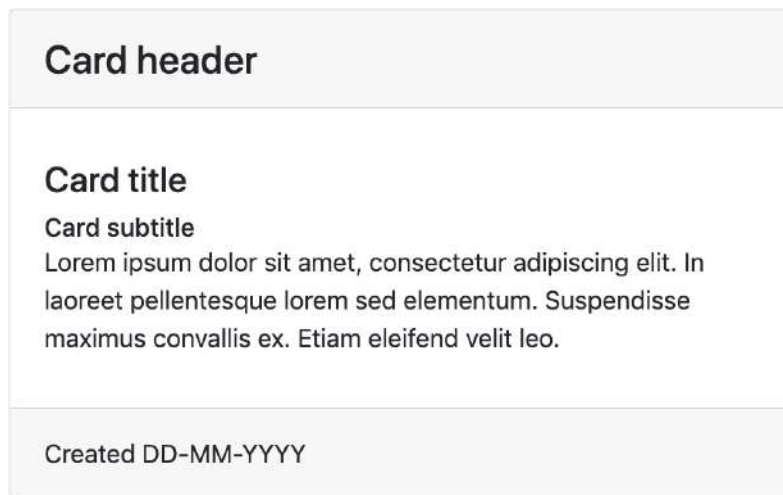 Card header
Card title
Card subtitle
Lorem ipsum dolor sit amet, consectetur adipiscing elit. In
laoreet pellentesque lorem sed elementum. Suspendisse
maximus convallis ex. Etiam eleifend velit leo.
Created DD-MM-YYYY